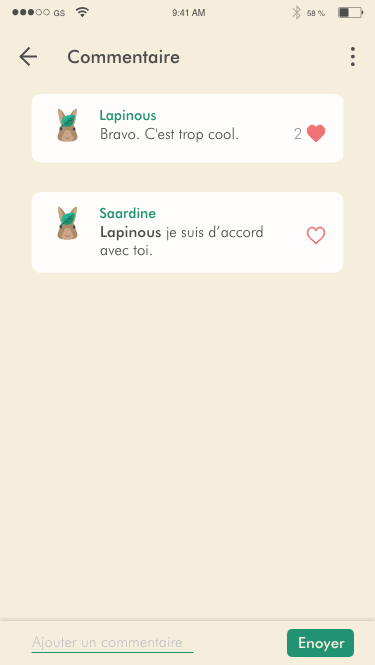 GS 9:41 AM 58 %
Commentaire
Lapinous
Bravo. C'est trop cool. 2
Saardine
Lapinous je suis d’accord
avec toi.
Ajouter un commentaire Enoyer